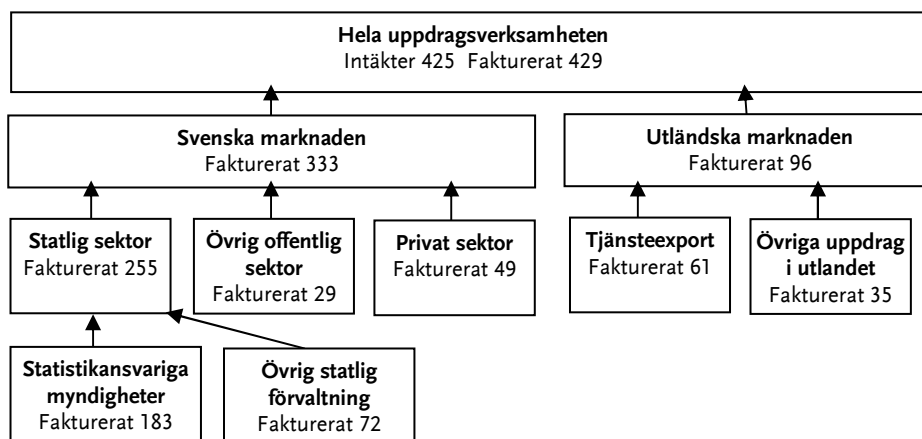 Hela uppdragsverksamheten
Intäkter 425 Fakturerat 429
Svenska marknaden
Fakturerat 333
Utländska marknaden
Fakturerat 96
Statlig sektor
Fakturerat 255
Övrig offentlig
sektor
Fakturerat 29
Privat sektor
Fakturerat 49
Tjänsteexport
Fakturerat 61
Övriga uppdrag
i utlandet
Fakturerat 35
Statistikansvariga
myndigheter
Fakturerat 183
Övrig statlig
förvaltning
Fakturerat 72